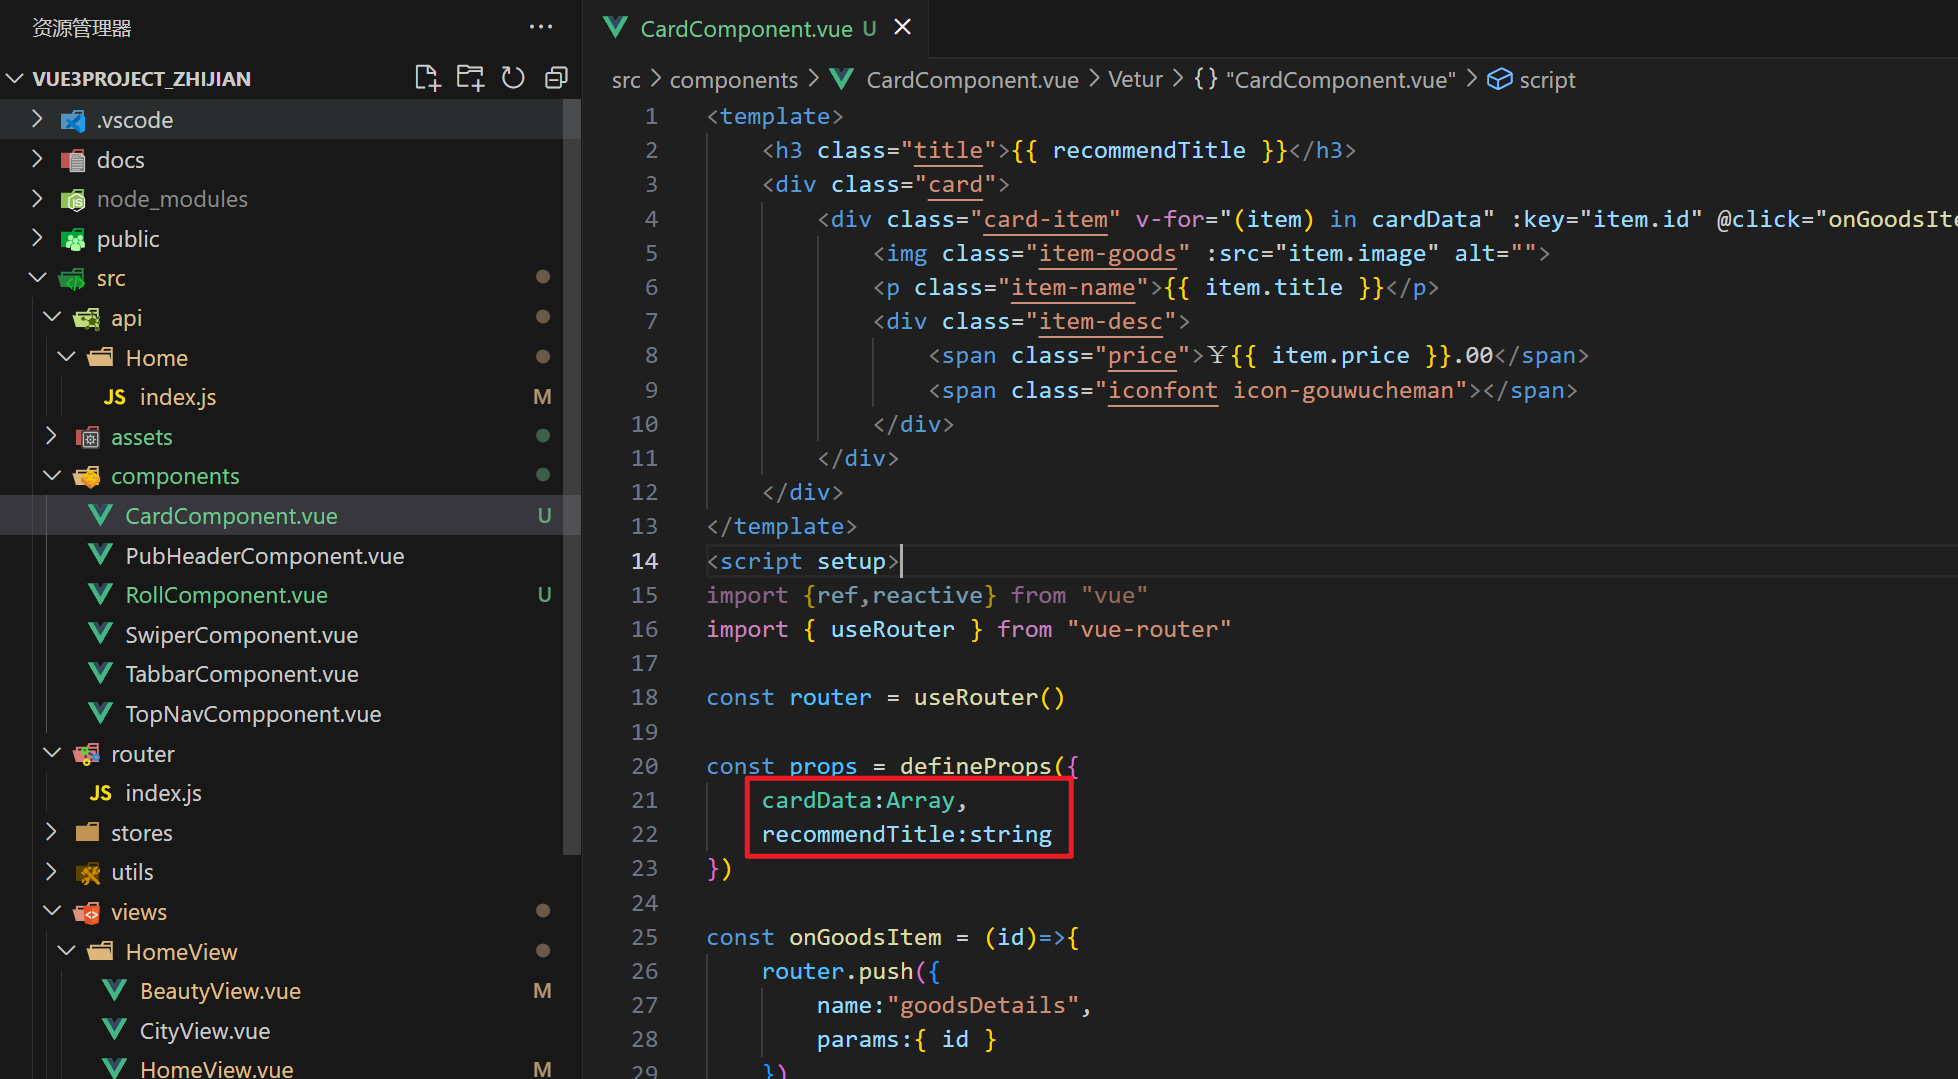 资源管理器
VUE3PROJECT_ZHIJIAN
.vscode
docs
node_modules
public
src
api
Home
JS index.js M
assets
components
CardComponent.vue U
PubHeaderComponent.vue
RollComponent.vue U
SwiperComponent.vue
TabbarComponent.vue
TopNavCompponent.vue
router
JS index.js
stores
utils
views
HomeView
BeautyView.vue M
CityView.vue
HomeView.vue M
CardComponent.vue U
src > components > CardComponent.vue > Vetur > {} "CardComponent.vue" > script
1 <template>
2 <h3 class="title">{{ recommendTitle }}</h3>
3 <div class="card">
4 <div class="card-item" v-for="(item) in cardData" :key="item.id" @click="onGoodsIte
5 <img class="item-goods" :src="item.image" alt="">
6 <p class="item-name">{{ item.title }}</p>
7 <div class="item-desc">
8 <span class="price">¥{{ item.price }}.00</span>
9 <span class="iconfont icon-gouwucheman"></span>
10 </div>
11 </div>
12 </div>
13 </template>
14 <script setup>
15 import {ref,reactive} from "vue"
16 import { useRouter } from "vue-router"
17
18 const router = useRouter()
19
20 const props = defineProps({
21 cardData:Array,
22 recommendTitle:string
23 })
24
25 const onGoodsItem = (id)=>{
26 router.push({
27 name:"goodsDetails",
28 params:{ id }
29 })